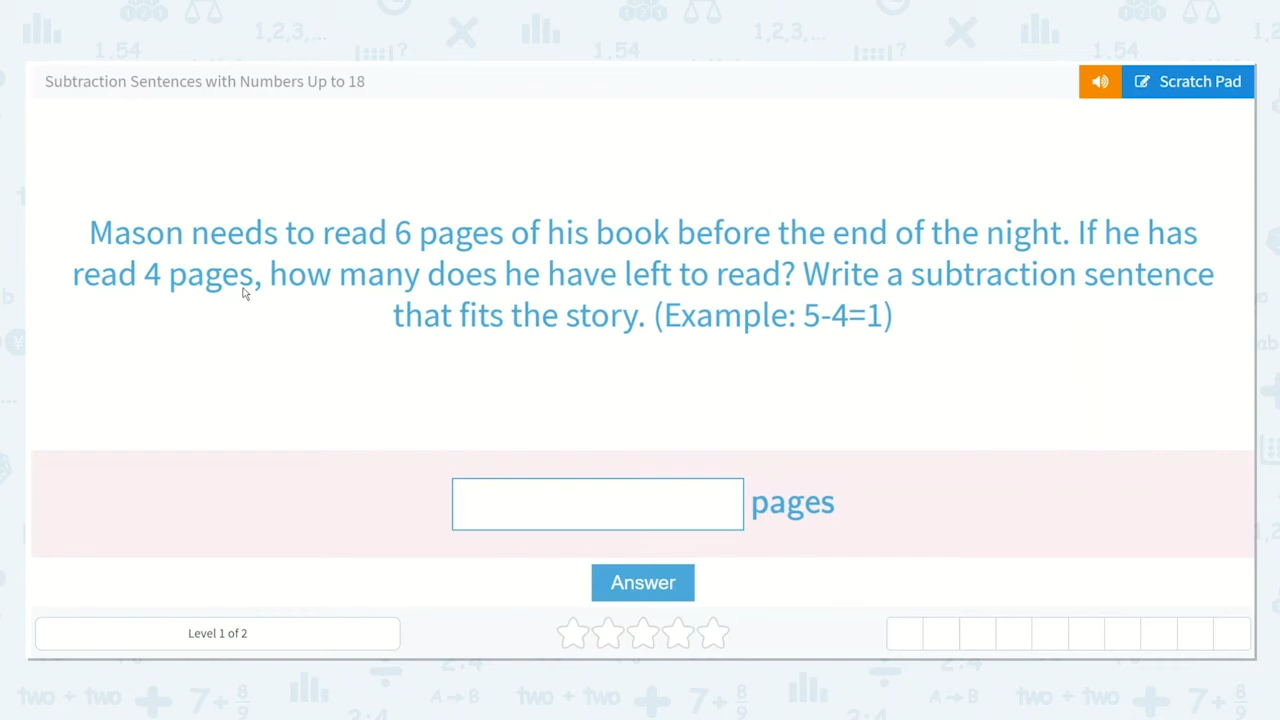 Subtraction Sentences with Numbers Up to 18
Scratch Pad
Mason needs to read 6 pages of his book before the end of the night. If he has
read 4 pages, how many does he have left to read? Write a subtraction sentence
that fits the story. (Example: 5-4=1)
pages
Answer
Level 1 of 2